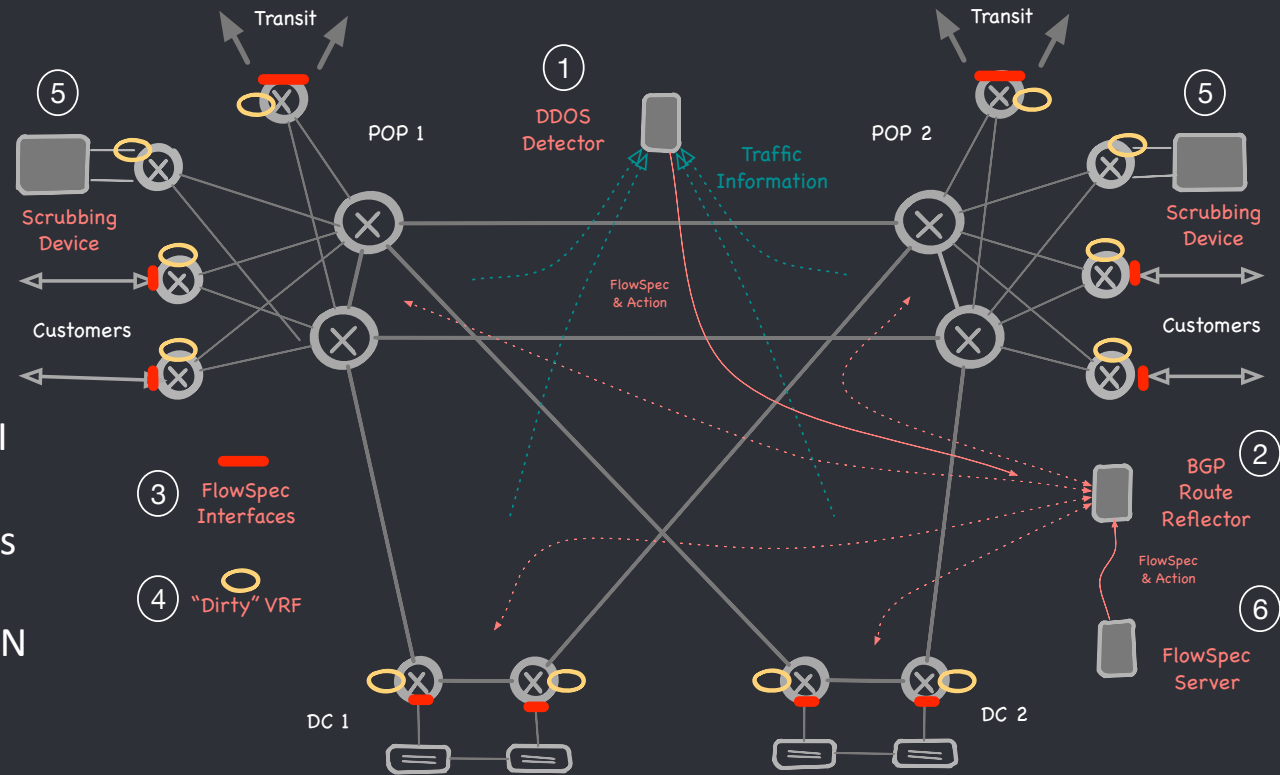 Transit
Transit
1
5
5
DDOS
Detector
POP 1
POP 2
Traffic
Information
Scrubbing
Device
Scrubbing
Device
FlowSpec
& Action
Customers
Customers
l
2
BGP
Route
Reflector
3
FlowSpec
Interfaces
s
FlowSpec
& Action
4
"Dirty" VRF
6
N
FlowSpec
Server
DC 1
DC 2